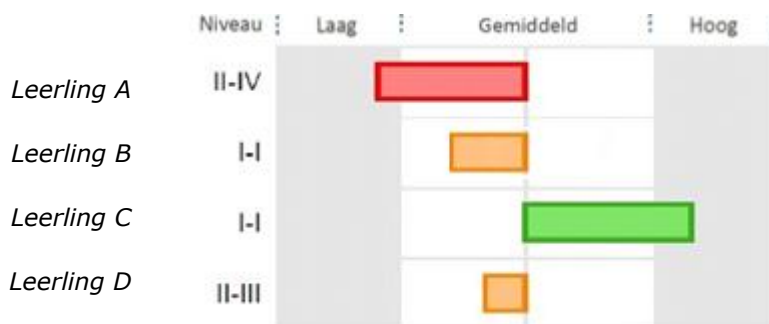 Niveau Laag Gemiddeld Hoog
Leerling A II-IV
Leerling B I-I
Leerling C I-I
Leerling D II-III